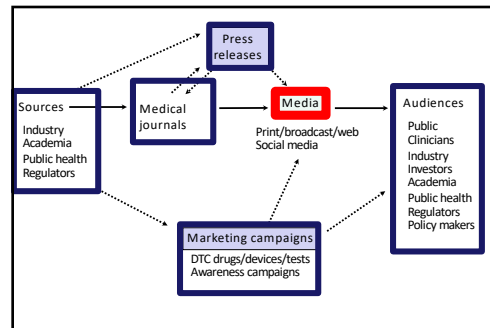 Press
releases
Sources
Industry
Academia
Public health
Regulators
Medical
journals
Media
Print/broadcast/web
Social media
Audiences
Public
Clinicians
Industry
Investors
Academia
Public health
Regulators
Policy makers
Marketing campaigns
DTC drugs/devices/tests
Awareness campaigns